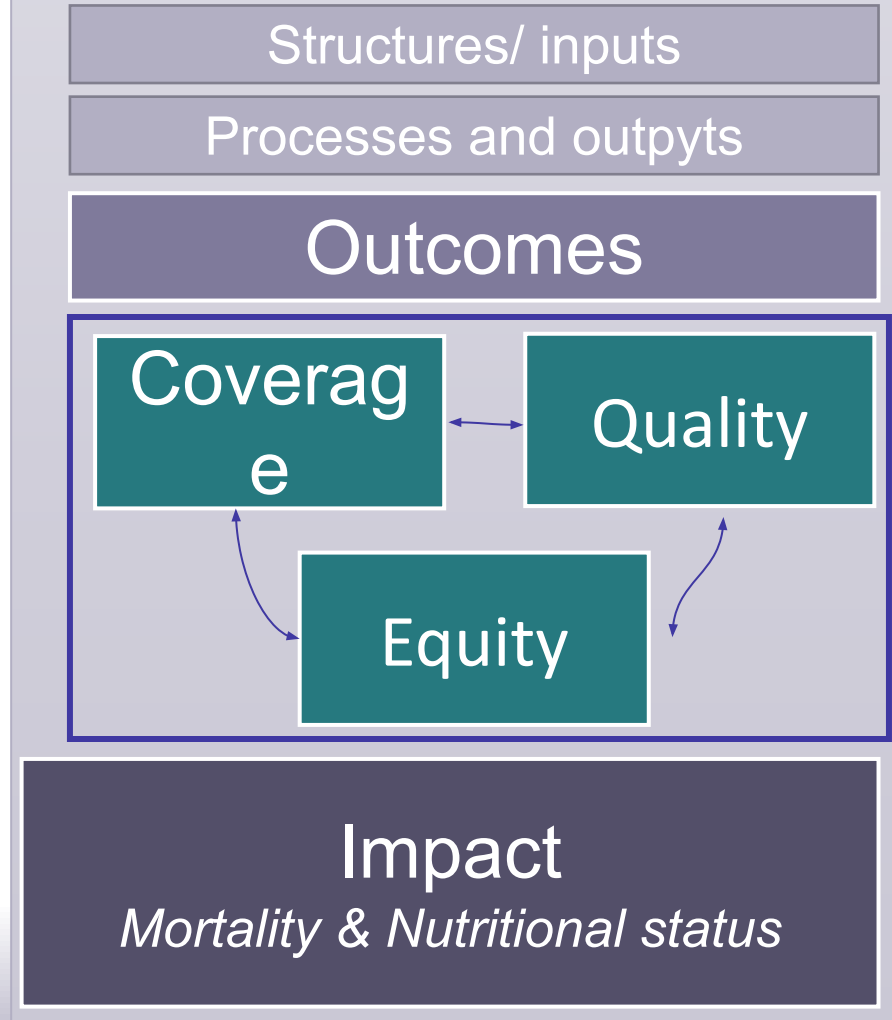 Structures/ inputs
Processes and outpyts
Outcomes
Coverag
e
Quality
Equity
Impact
Mortality & Nutritional status